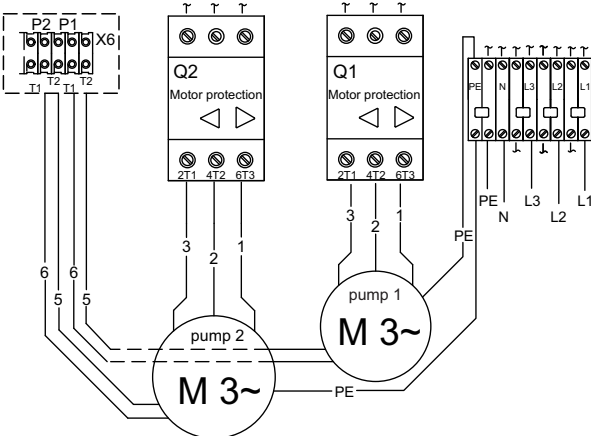 P2 P1
X6
T2 T2
T1 T1
Q2
Motor protection
2T1 4T2 6T3
Q1
Motor protection
2T1 4T2 6T3
PE N L3 L2 L1
PE
N
L3
L2
L1
3 2 1
3 2 1
PE
6 5 6 5
pump 1
M 3~
pump 2
M 3~
PE